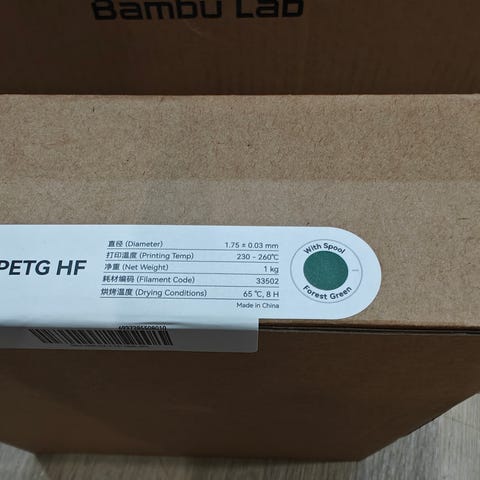 Bambu Lab
PETG HF
直径 (Diameter) 1.75 ± 0.03 mm
打印温度 (Printing Temp) 230 - 260℃
净重 (Net Weight) 1 kg
耗材编码 (Filament Code) 33502
烘烤温度 (Drying Conditions) 65 ℃, 8 H
Made in China
With Spool
Forest Green